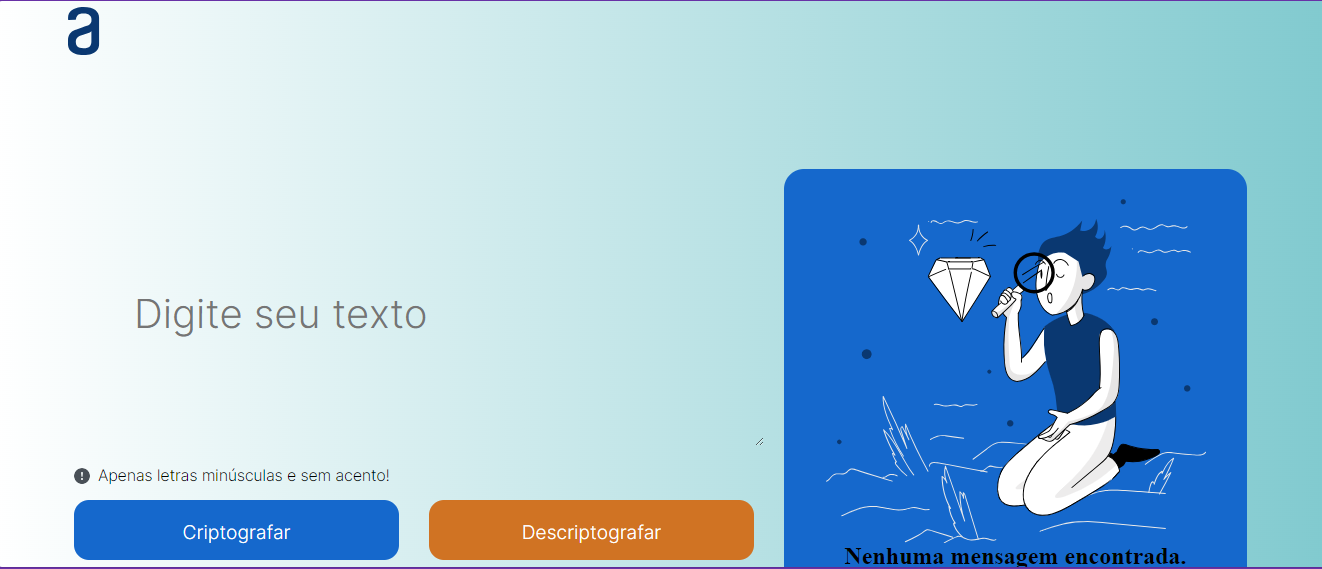 a
Digite seu texto
! Apenas letras minúsculas e sem acento!
Criptografar
Descriptografar
Nenhuma mensagem encontrada.